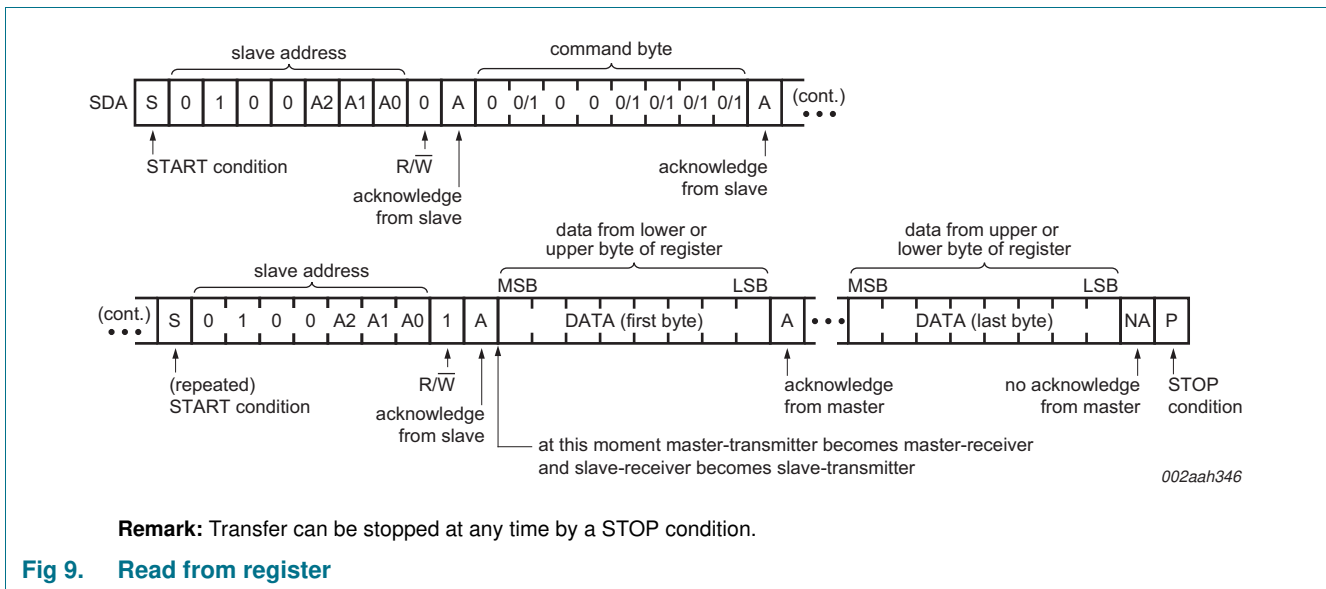 slave address
command byte
SDA S 0 1 0 0 A2 A1 A0 0 A 0 0/1 0 0 0/1 0/1 0/1 0/1 A (cont.)
START condition
R/W̅
acknowledge
from slave
acknowledge
from slave
data from lower or
upper byte of register
data from upper or
lower byte of register
slave address
MSB LSB MSB LSB
(cont.) S 0 1 0 0 A2 A1 A0 1 A DATA (first byte) A DATA (last byte) NA P
(repeated)
START condition
R/W̅
acknowledge
from slave
acknowledge
from master
no acknowledge
from master
STOP
condition
at this moment master-transmitter becomes master-receiver
and slave-receiver becomes slave-transmitter
002aah346
Remark: Transfer can be stopped at any time by a STOP condition.
Fig 9. Read from register